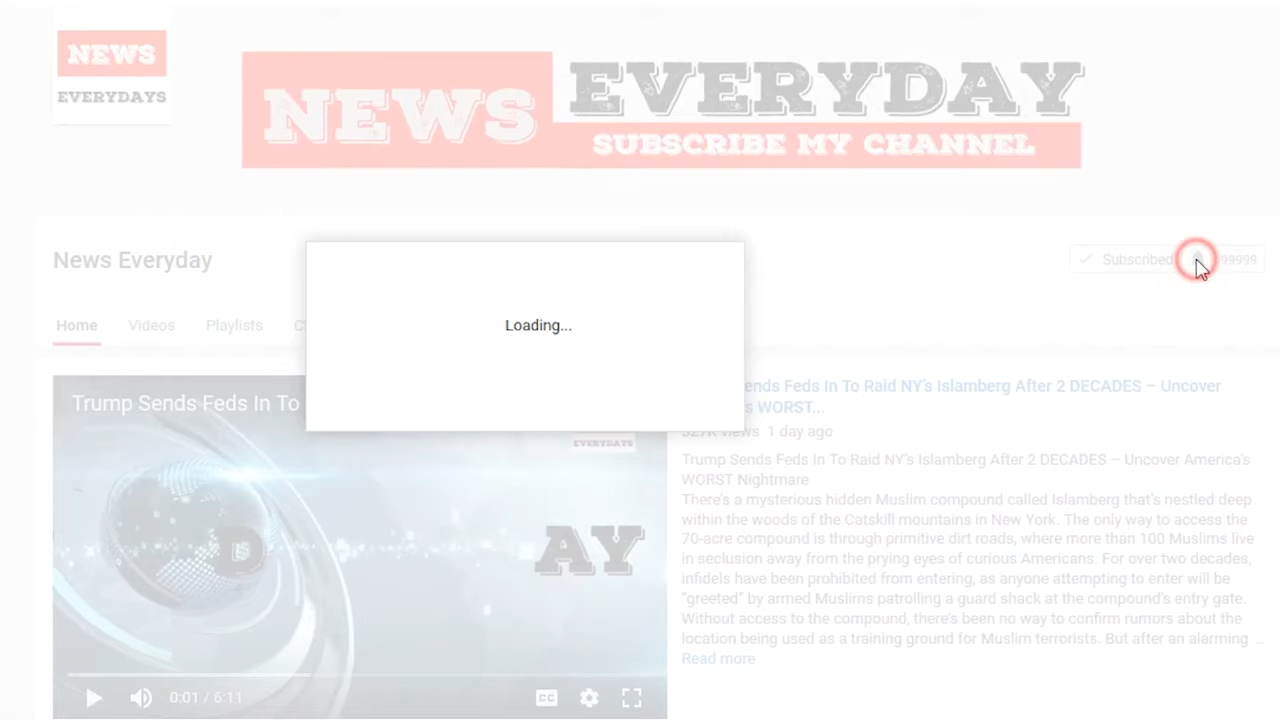 NEWS
EVERYDAYS
NEWS
EVERYDAY
SUBSCRIBE MY CHANNEL
News Everyday
Subscribed
99999
Home Videos Playlists
Loading...
Trump Sends Feds In To
EVERYDAYS
D
AY
0:01 / 6:11
CC
ends Feds In To Raid NY's Islamberg After 2 DECADES – Uncover
's WORST...
327K views 1 day ago
Trump Sends Feds In To Raid NY's Islamberg After 2 DECADES – Uncover America's
WORST Nightmare
There's a mysterious hidden Muslim compound called Islamberg that's nestled deep
within the woods of the Catskill mountains in New York. The only way to access the
70-acre compound is through primitive dirt roads, where more than 100 Muslims live
in seclusion away from the prying eyes of curious Americans. For over two decades,
infidels have been prohibited from entering, as anyone attempting to enter will be
"greeted" by armed Muslims patrolling a guard shack at the compound's entry gate.
Without access to the compound, there's been no way to confirm rumors about the
location being used as a training ground for Muslim terrorists. But after an alarming ...
Read more